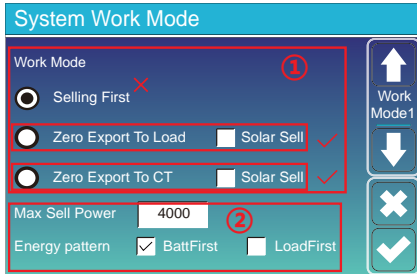 System Work Mode
Work Mode
①
Selling First
Work
Mode1
Zero Export To Load Solar Sell
Zero Export To CT Solar Sell
Max Sell Power 4000
②
Energy pattern BattFirst LoadFirst